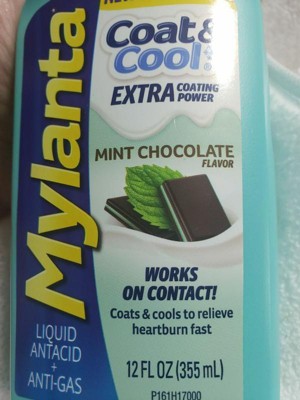 Mylanta
LIQUID
ANTACID
+
ANTI-GAS
Coat &
Cool!
EXTRA COATING
POWER
MINT CHOCOLATE
FLAVOR
WORKS
ON CONTACT!
Coats & cools to relieve
heartburn fast
12 FL OZ (355 mL)
P161H17000